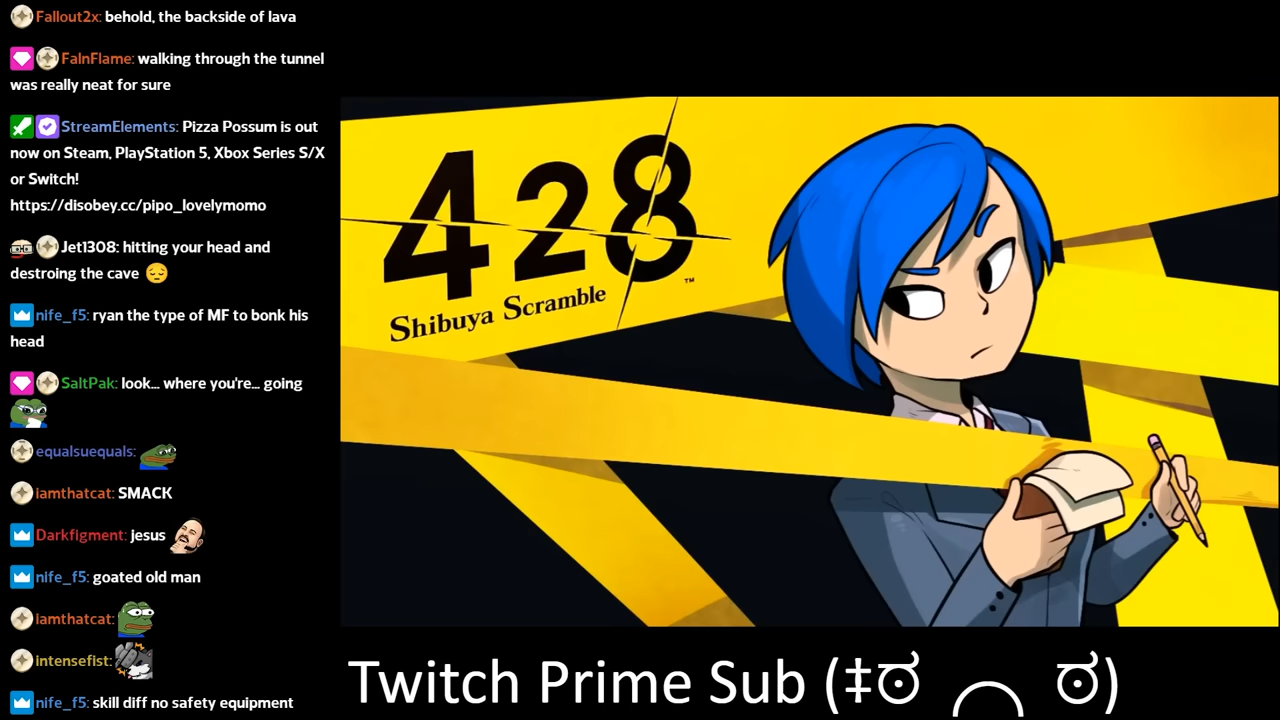 Fallout2x: behold, the backside of lava
FalnFlame: walking through the tunnel
was really neat for sure
StreamElements: Pizza Possum is out
now on Steam, PlayStation 5, Xbox Series S/X
or Switch!
https://disobey.cc/pipo_lovelymomo
Jet1308: hitting your head and
destroing the cave 😔
nife_f5: ryan the type of MF to bonk his
head
SaltPak: look... where you're... going
equalsuequals:
iamthatcat: SMACK
Darkfigment: jesus
nife_f5: goated old man
iamthatcat:
intensefist:
nife_f5: skill diff no safety equipment
428
Shibuya Scramble
™
Twitch Prime Sub (‡ಠ ╭╮ ಠ)